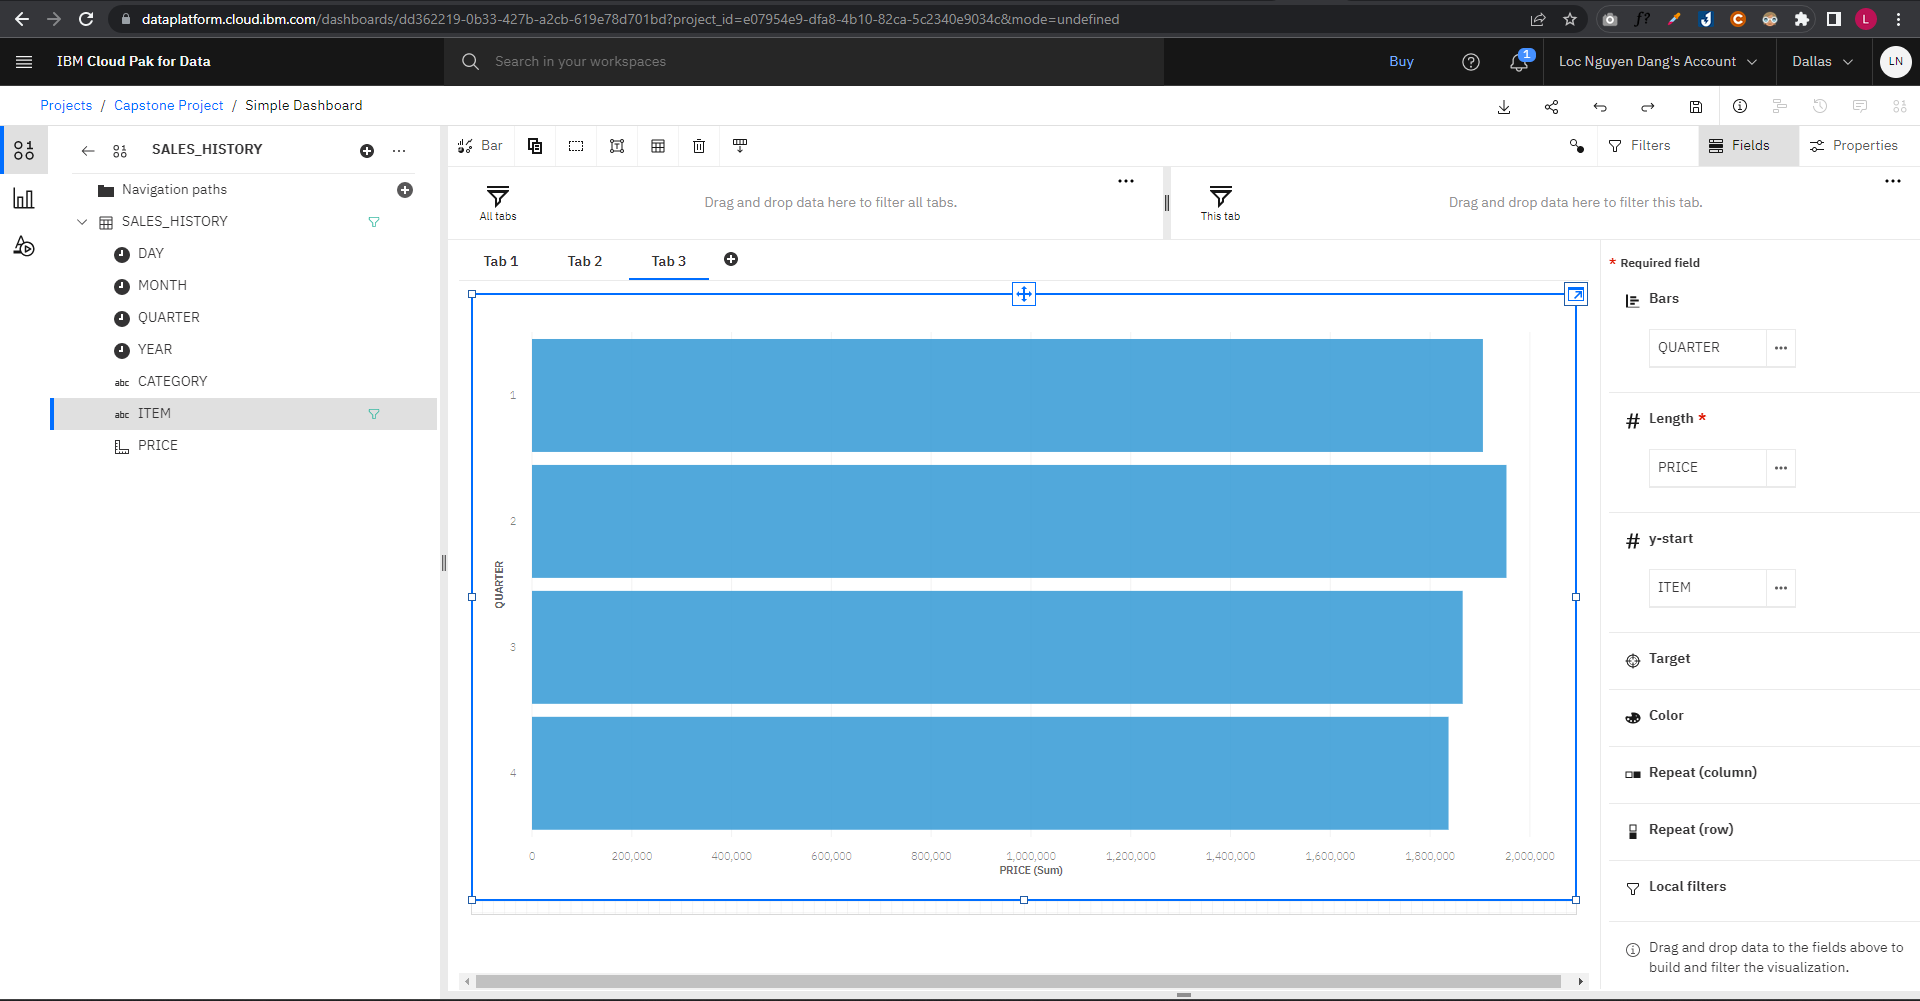 dataplatform.cloud.ibm.com/dashboards/dd362219-0b33-427b-a2cb-619e78d701bd?project_id=e07954e9-dfa8-4b10-82ca-5c2340e9034c&mode=undefined
f?
C
L
IBM Cloud Pak for Data
Search in your workspaces
Buy
1
Loc Nguyen Dang's Account
Dallas
LN
Projects / Capstone Project / Simple Dashboard
SALES_HISTORY
Bar
Filters
Fields
Properties
Navigation paths
SALES_HISTORY
DAY
MONTH
QUARTER
YEAR
abc CATEGORY
abc ITEM
PRICE
All tabs
Drag and drop data here to filter all tabs.
This tab
Drag and drop data here to filter this tab.
Tab 1
Tab 2
Tab 3
QUARTER
1
2
3
4
0
200,000
400,000
600,000
800,000
1,000,000
1,200,000
1,400,000
1,600,000
1,800,000
2,000,000
PRICE (Sum)
* Required field
Bars
QUARTER
# Length *
PRICE
# y-start
ITEM
Target
Color
Repeat (column)
Repeat (row)
Local filters
Drag and drop data to the fields above to
build and filter the visualization.